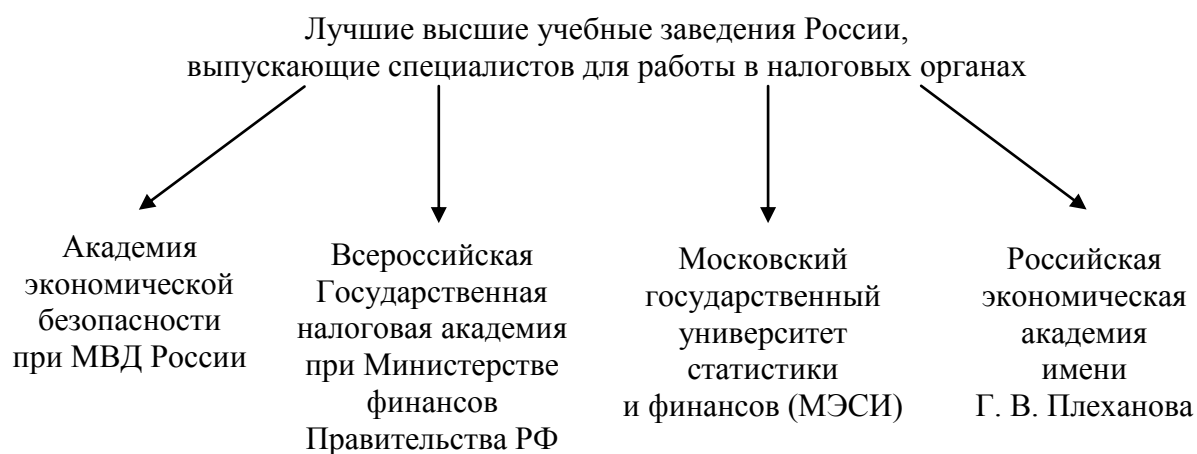 Лучшие высшие учебные заведения России,
выпускающие специалистов для работы в налоговых органах
Академия
экономической
безопасности
при МВД России
Всероссийская
Государственная
налоговая академия
при Министерстве
финансов
Правительства РФ
Московский
государственный
университет
статистики
и финансов (МЭСИ)
Российская
экономическая
академия
имени
Г. В. Плеханова